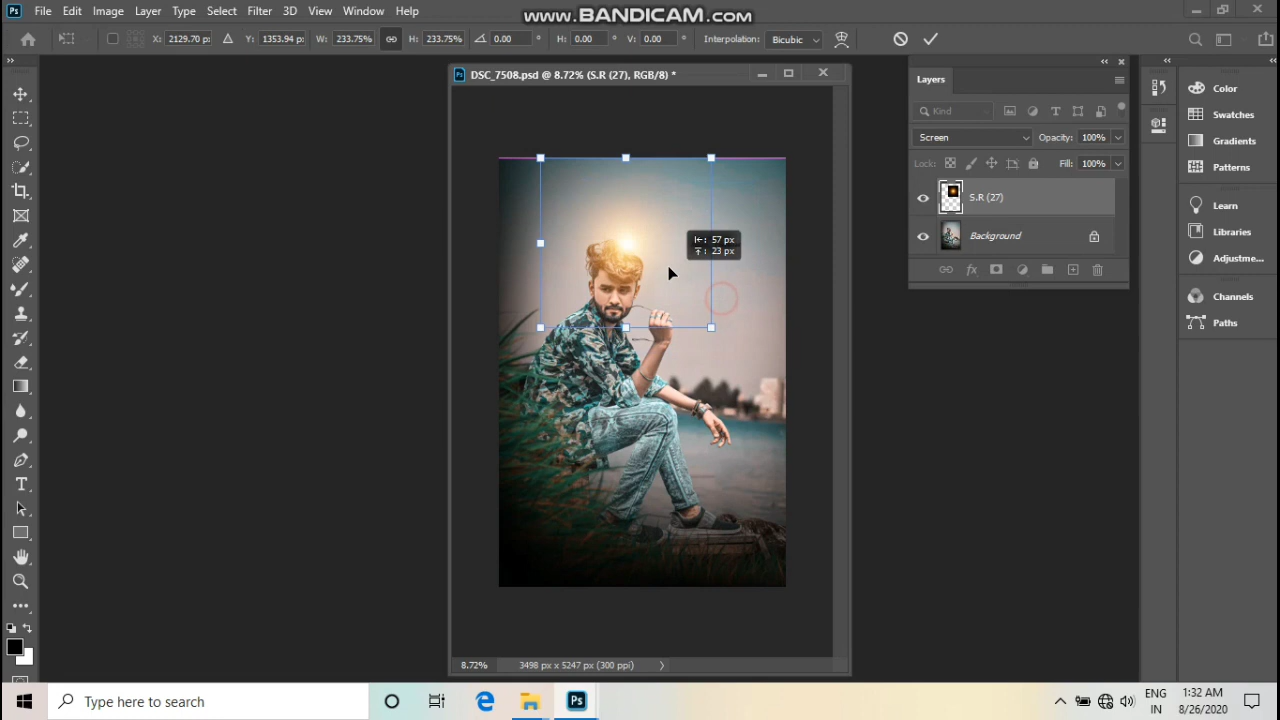 www.BANDICAM.com
Ps File Edit Image Layer Type Select Filter 3D View Window Help
X: 2129.70 p: Y: 1353.94 p: W: 233.75% H: 233.75% 0.00 ° H: 0.00 ° V: 0.00 ° Interpolation: Bicubic
DSC_7508.psd @ 8.72% (S.R (27), RGB/8) *
57 px
23 px
8.72% 3498 px x 5247 px (300 ppi)
Layers
Kind
Screen Opacity: 100%
Lock: Fill: 100%
S.R (27)
Background
fx
Color
Swatches
Gradients
Patterns
Learn
Libraries
Adjustme...
Channels
Paths
Type here to search
Ps
ENG
IN
1:32 AM
8/26/2020